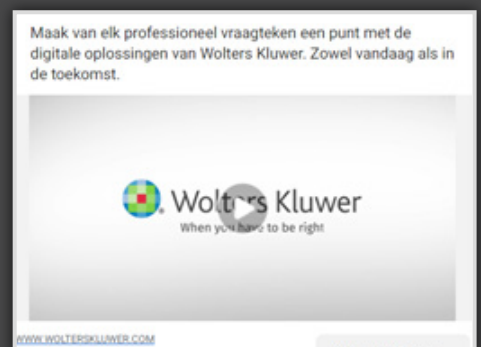 Maak van elk professioneel vraagteken een punt met de
digitale oplossingen van Wolters Kluwer. Zowel vandaag als in
de toekomst.
Wolters Kluwer
When you have to be right
WWW.WOLTERSKLUWER.COM